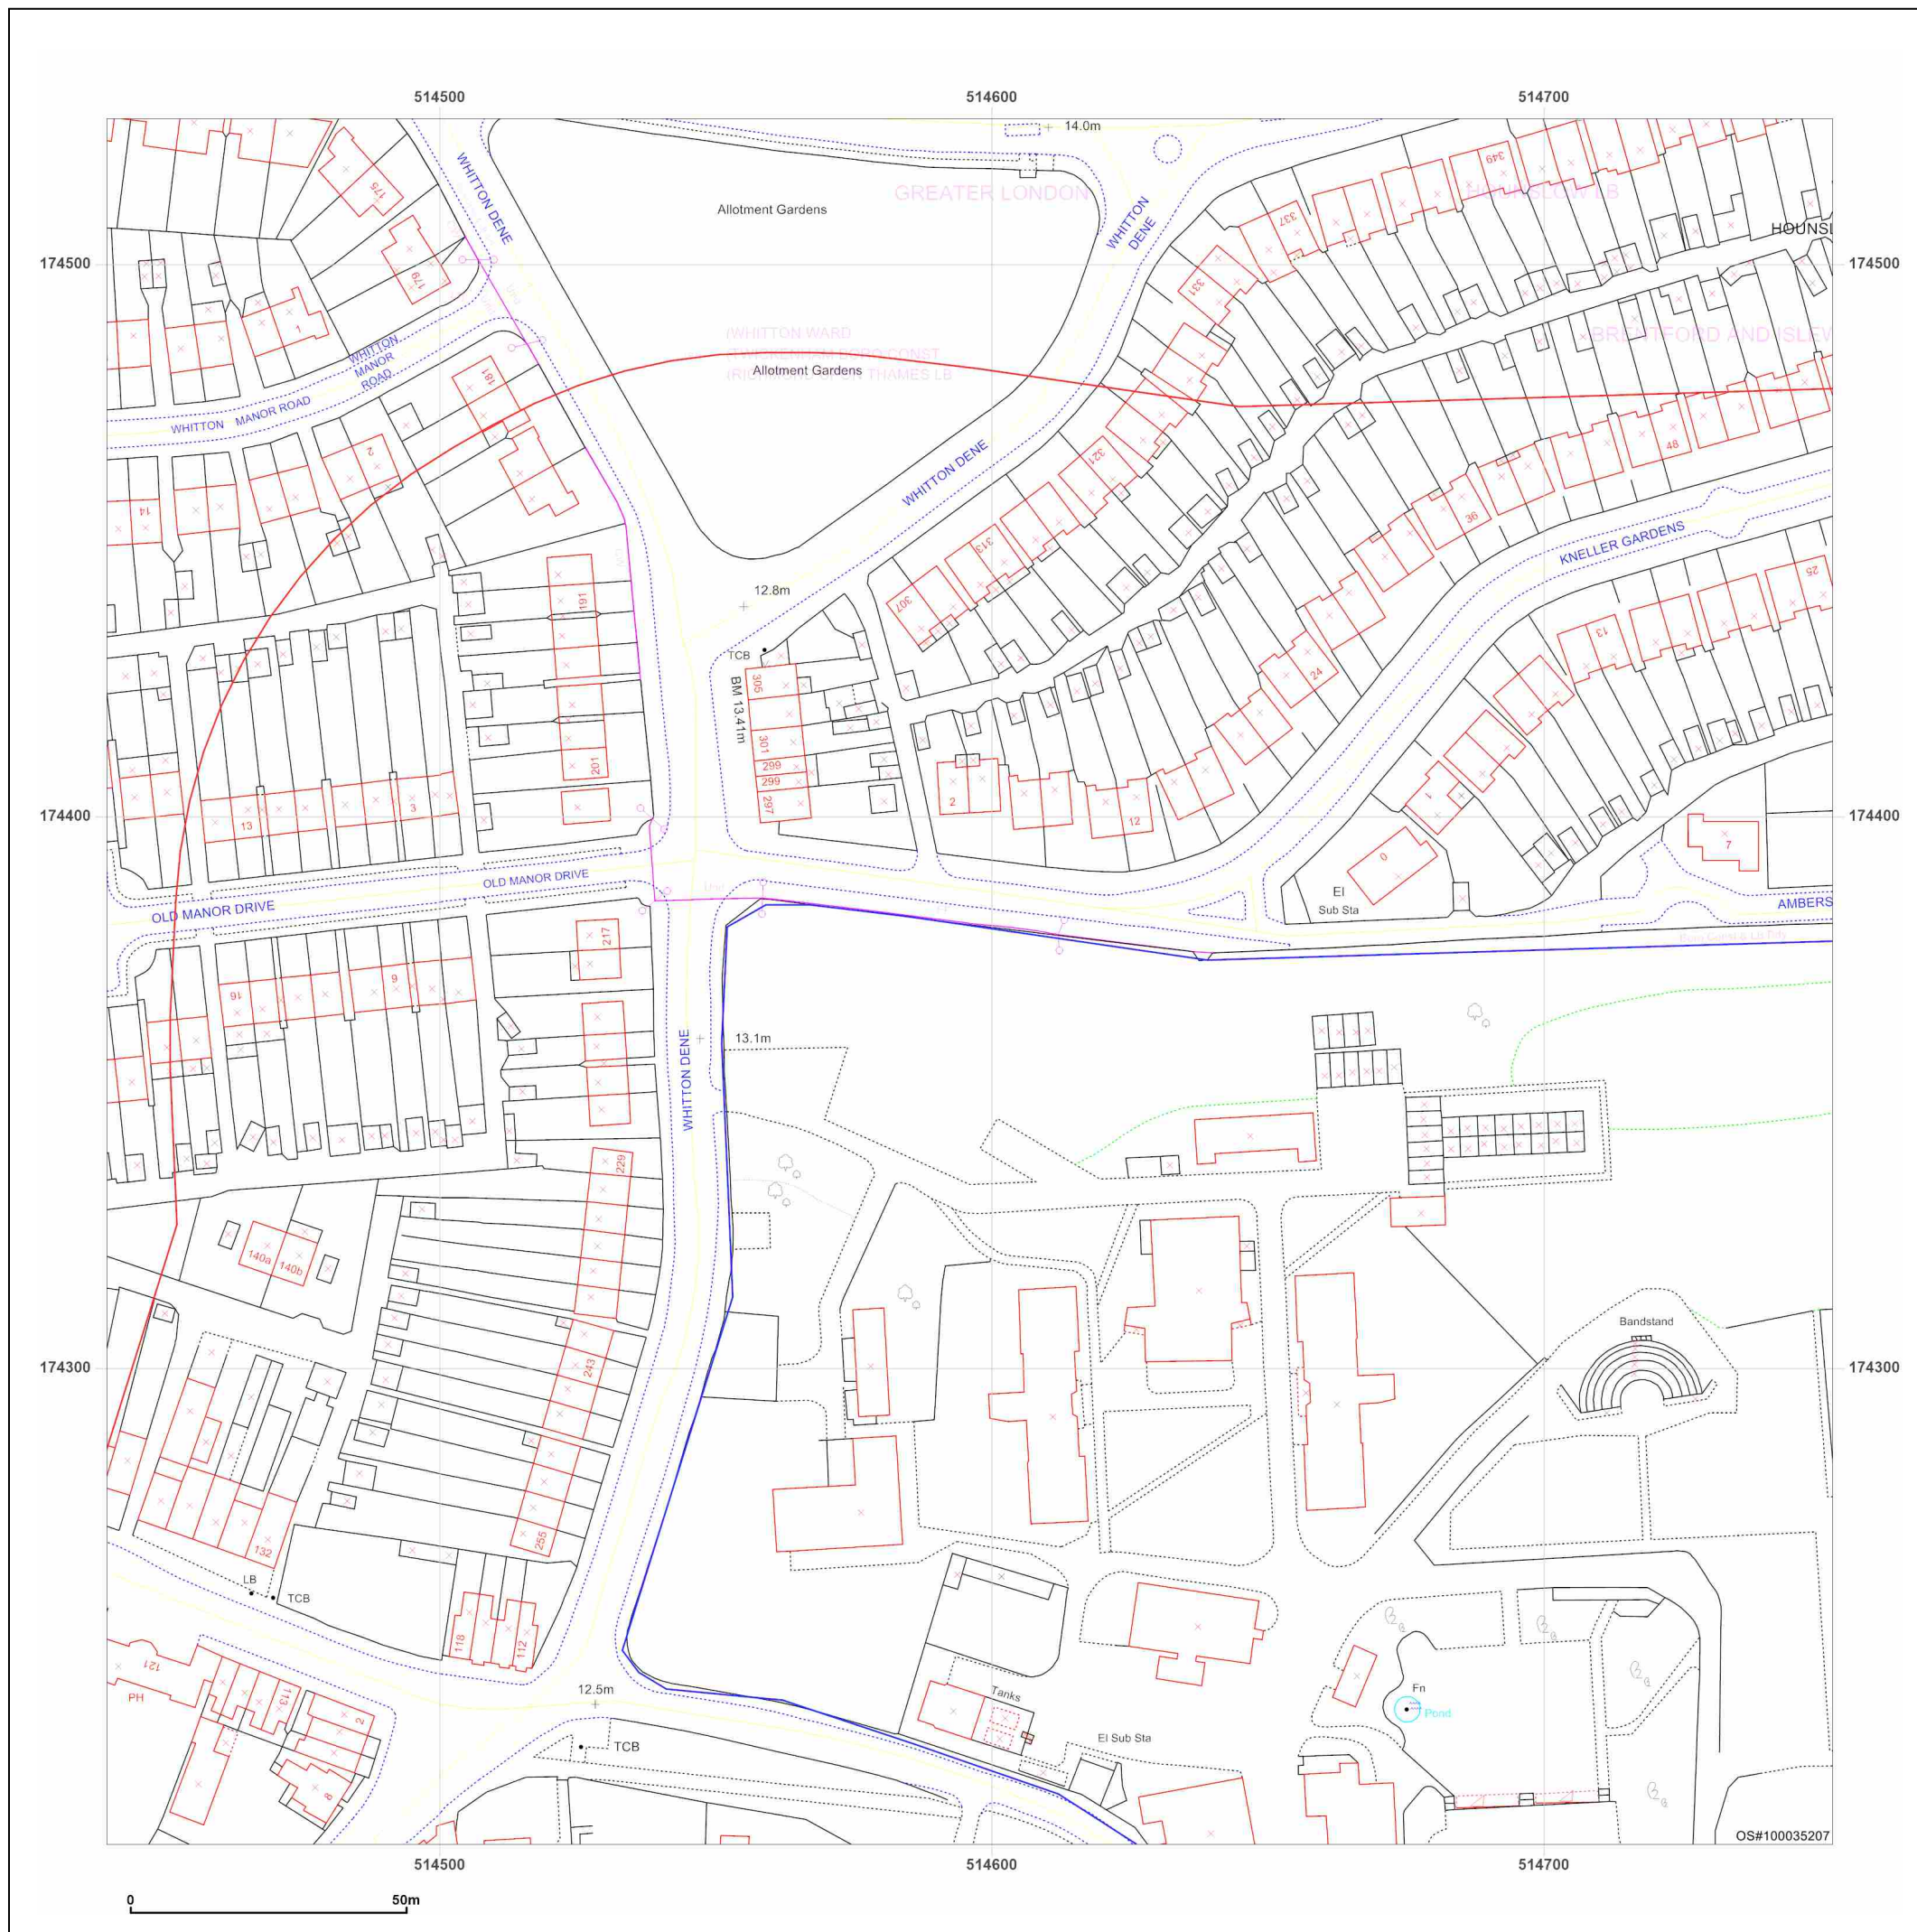 514500
514600
514700
14.0m
349
175
WHITTON DENE
GREATER LONDON
HOUNSLOW LB
Allotment Gardens
WHITTON
DENE
337
HOUNSL
174500
174500
179
331
1
WHITTON
MANOR
ROAD
(WHITTON WARD
BRENTFORD AND ISLEW
Allotment Gardens
181
WHITTON MANOR ROAD
2
321
WHITTON DENE
48
14
36
KNELLER GARDENS
313
25
191
12.8m
307
13
TCB
305
BM 13.41m
24
301
299
299
297
201
2
1
13
3
12
174400
174400
7
0
OLD MANOR DRIVE
Und
El
Sub Sta
OLD MANOR DRIVE
AMBERS
217
16
9
13.1m
WHITTON DENE
229
140a
140b
Bandstand
243
174300
174300
255
132
LB
TCB
118
112
121
PH
113
2
8
12.5m
Tanks
Fn
Pond
TCB
El Sub Sta
OS#100035207
514500
514600
514700
0
50m